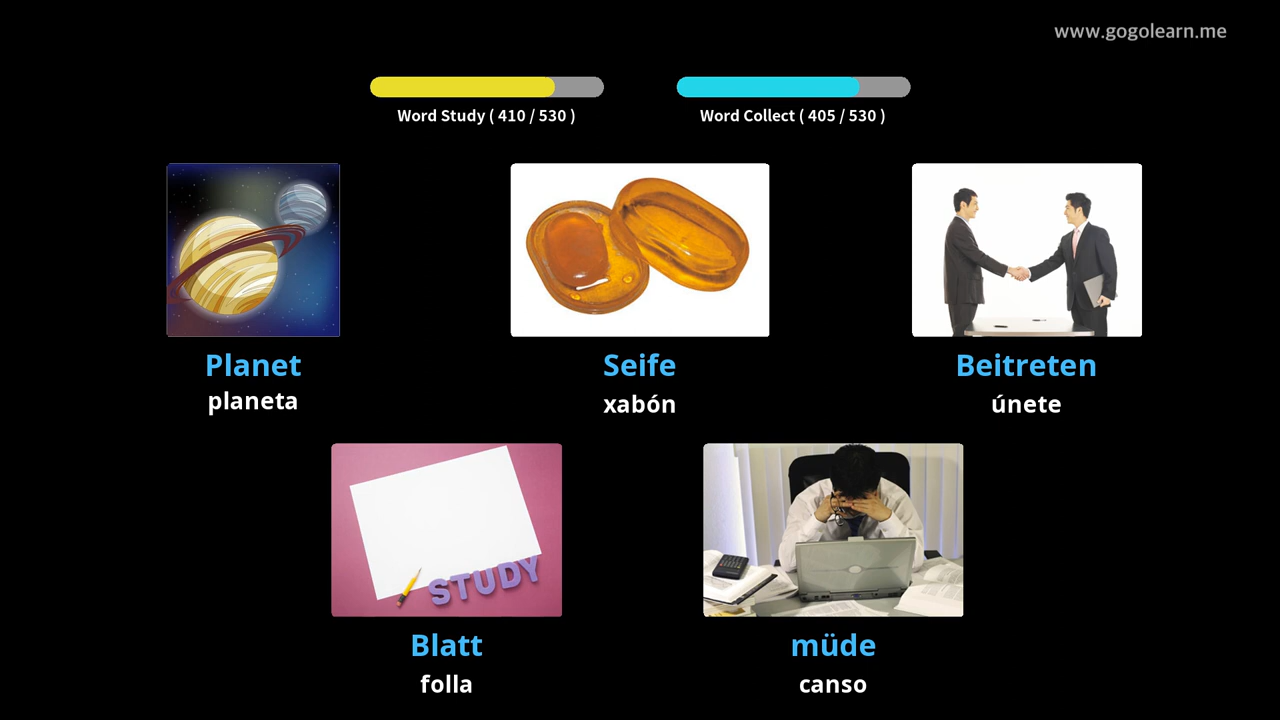 www.gogolearn.me
Word Study ( 410 / 530 )
Word Collect ( 405 / 530 )
Planet
planeta
Seife
xabón
Beitreten
únete
STUDY
Blatt
folla
müde
canso